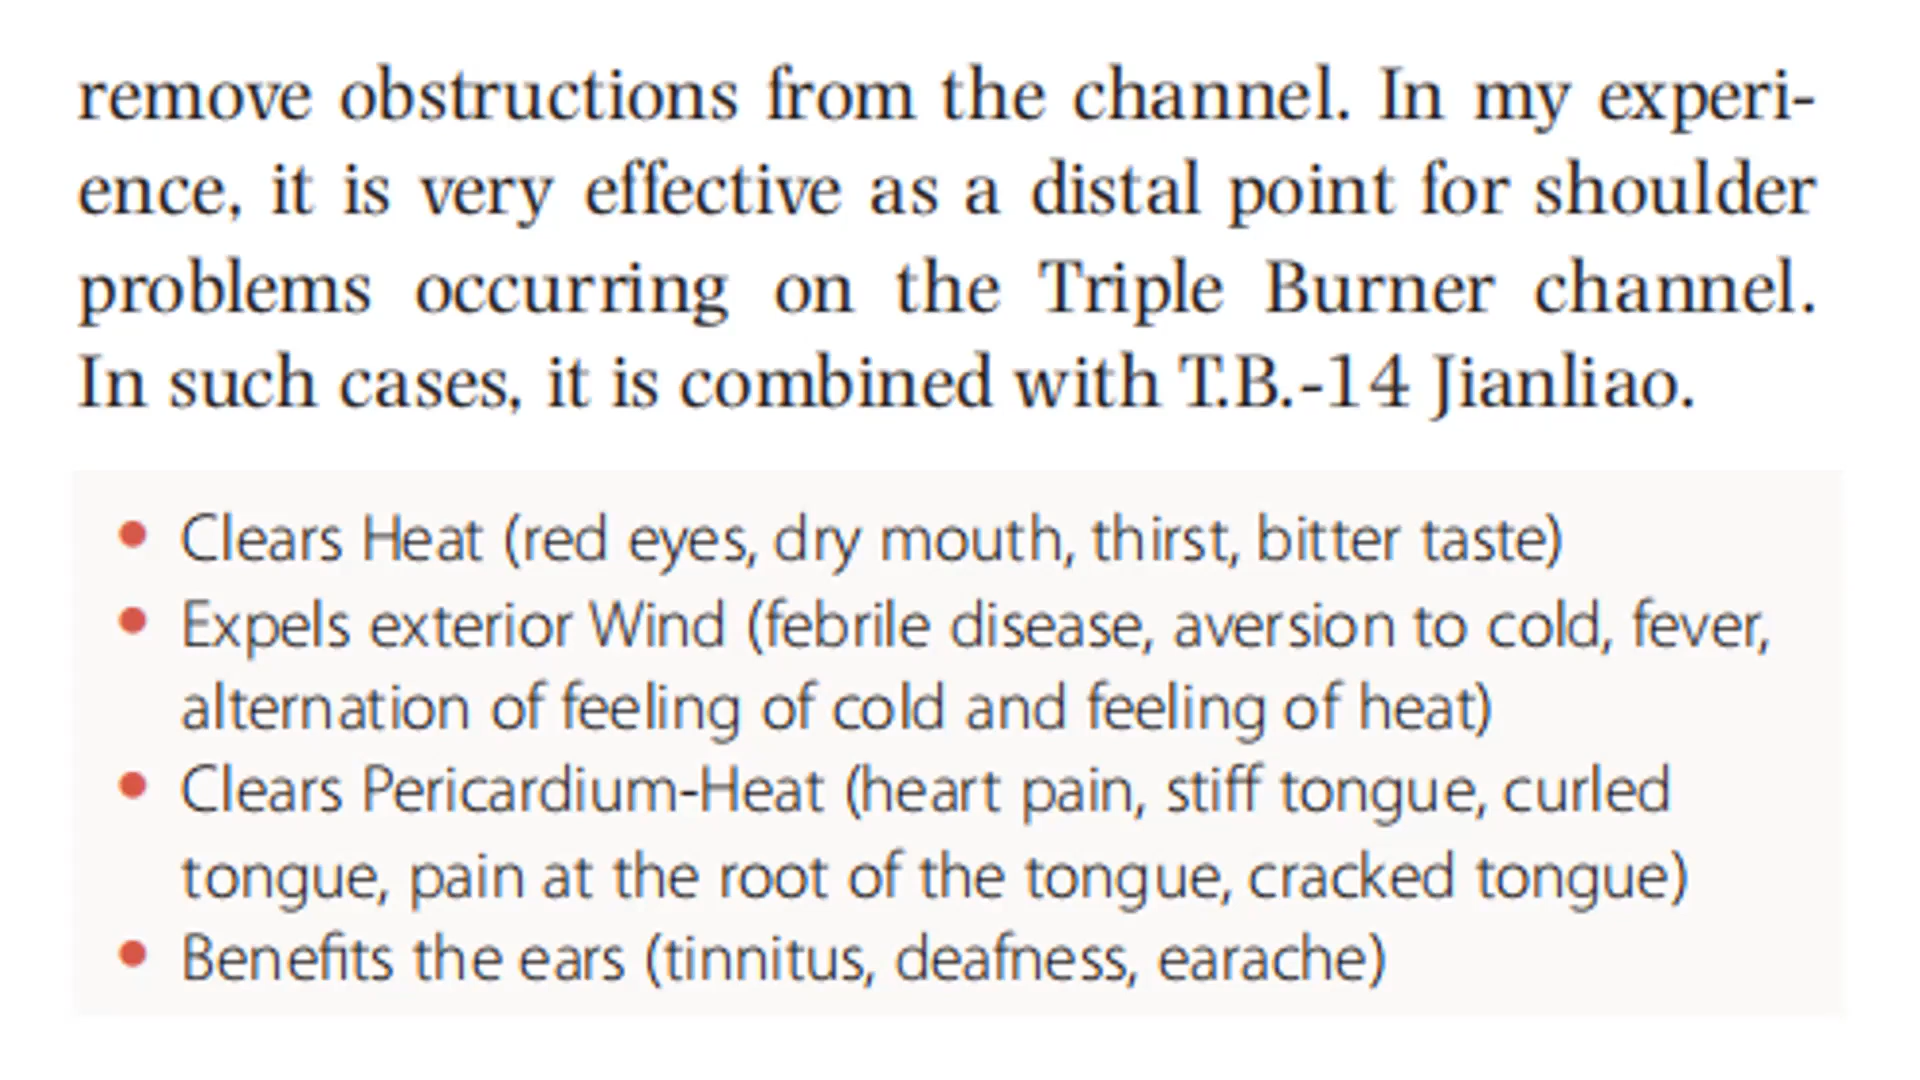 remove obstructions from the channel. In my experi-
ence, it is very effective as a distal point for shoulder
problems occurring on the Triple Burner channel.
In such cases, it is combined with T.B.-14 Jianliao.
• Clears Heat (red eyes, dry mouth, thirst, bitter taste)
• Expels exterior Wind (febrile disease, aversion to cold, fever,
alternation of feeling of cold and feeling of heat)
• Clears Pericardium-Heat (heart pain, stiff tongue, curled
tongue, pain at the root of the tongue, cracked tongue)
• Benefits the ears (tinnitus, deafness, earache)